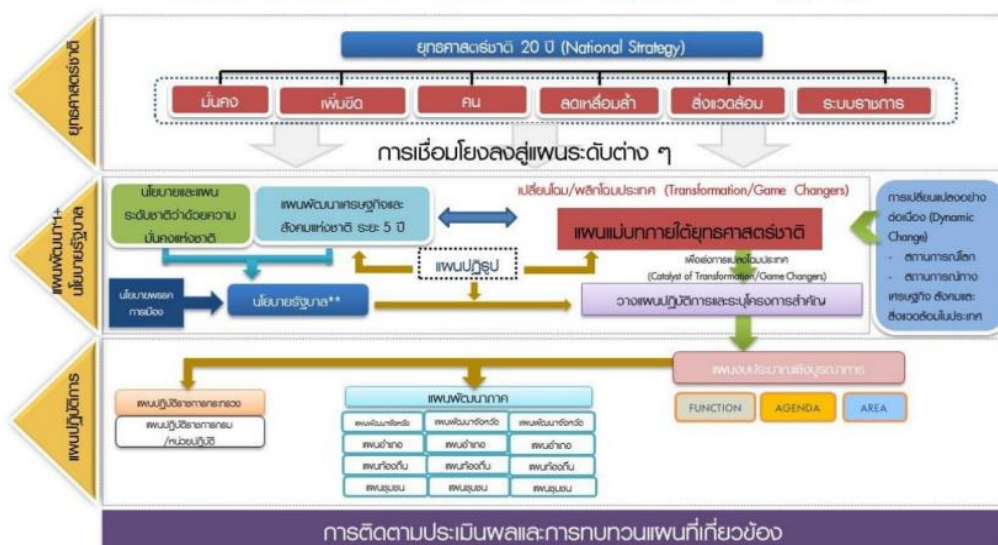 ยุทธศาสตร์ชาติ
ยุทธศาสตร์ชาติ 20 ปี (National Strategy)
มั่นคง
เพิ่มขีด
คน
ลดเหลื่อมล้ำ
สิ่งแวดล้อม
ระบบราชการ
การเชื่อมโยงลงสู่แผนระดับต่าง ๆ
แผนพัฒนาฯ+
นโยบายรัฐบาล
นโยบายและแผน
ระดับชาติว่าด้วยความ
มั่นคงแห่งชาติ
แผนพัฒนาเศรษฐกิจและ
สังคมแห่งชาติ ระยะ 5 ปี
เปลี่ยนโฉม/พลิกโฉมประเทศ (Transformation/Game Changers)
แผนแม่บทภายใต้ยุทธศาสตร์ชาติ
เพื่อเร่งการแปลงโฉมประเทศ
(Catalyst of Transformation/Game Changers)
แผนปฏิรูป
นโยบายพรรค
การเมือง
นโยบายรัฐบาล**
วางแผนปฏิบัติการและระบุโครงการสำคัญ
การเปลี่ยนแปลงอย่าง
ต่อเนื่อง (Dynamic
Change)
- สถานการณ์โลก
- สถานการณ์ทาง
เศรษฐกิจ สังคมและ
สิ่งแวดล้อมในประเทศ
แผนปฏิบัติการ
แผนงบประมาณเชิงบูรณาการ
FUNCTION
AGENDA
AREA
แผนปฏิบัติราชการกระทรวง
แผนปฏิบัติราชการกรม
/หน่วยปฏิบัติ
แผนพัฒนาภาค
แผนพัฒนาจังหวัด แผนพัฒนาจังหวัด แผนพัฒนาจังหวัด
แผนอำเภอ แผนอำเภอ แผนอำเภอ
แผนท้องถิ่น แผนท้องถิ่น แผนท้องถิ่น
แผนชุมชน แผนชุมชน แผนชุมชน
การติดตามประเมินผลและการทบทวนแผนที่เกี่ยวข้อง